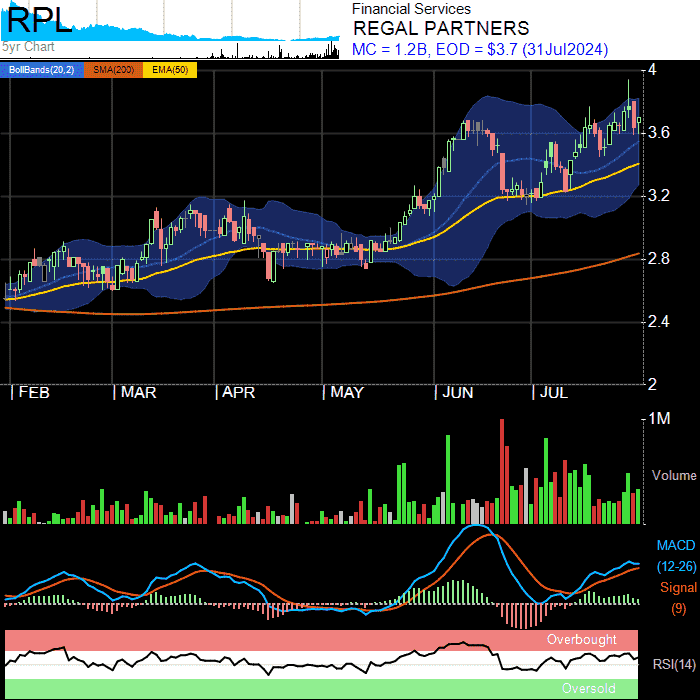 RPL
5yr Chart
Financial Services
REGAL PARTNERS
MC = 1.2B, EOD = $3.7 (31Jul2024)
BollBands(20,2) SMA(200) EMA(50)
4
3.6
3.2
2.8
2.4
2
| FEB | MAR | APR | MAY | JUN | JUL
1M
Volume
MACD
(12-26)
Signal
(9)
Overbought
RSI(14)
Oversold